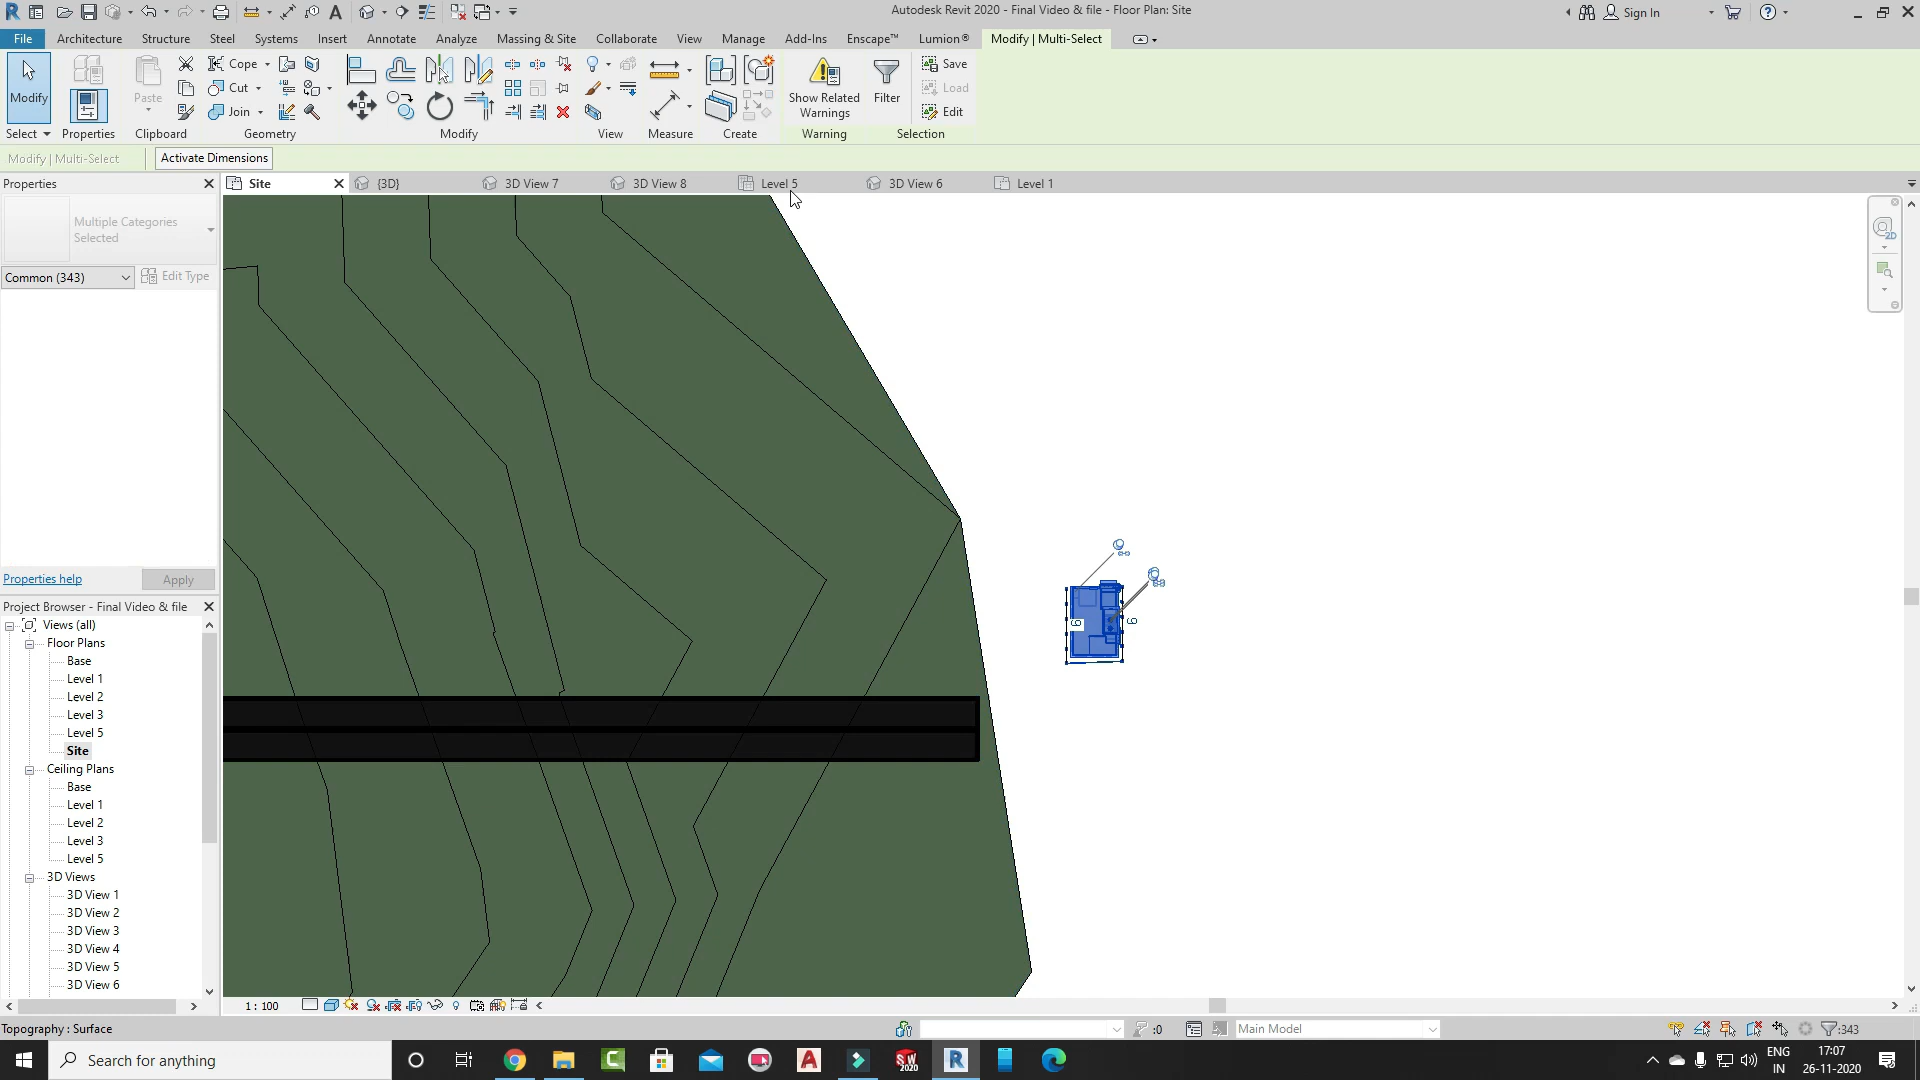 Autodesk Revit 2020 - Final Video & file - Floor Plan: Site
Sign In
File Architecture Structure Steel Systems Insert Annotate Analyze Massing & Site Collaborate View Manage Add-Ins Enscape™ Lumion® Modify | Multi-Select
Modify
Paste
Cope
Cut
Join
Show Related
Warnings
Filter
Save
Load
Edit
Select Properties Clipboard Geometry Modify View Measure Create Warning Selection
Modify | Multi-Select Activate Dimensions
Properties
Site {3D} 3D View 7 3D View 8 Level 5 3D View 6 Level 1
Multiple Categories
Selected
Common (343) Edit Type
2D
Properties help Apply
Project Browser - Final Video & file
Views (all)
Floor Plans
Base
Level 1
Level 2
Level 3
Level 5
Site
Ceiling Plans
Base
Level 1
Level 2
Level 3
Level 5
3D Views
3D View 1
3D View 2
3D View 3
3D View 4
3D View 5
3D View 6
1 : 100
Topography : Surface
:0
Main Model
:343
Search for anything
SW
2020
ENG
IN
17:07
26-11-2020